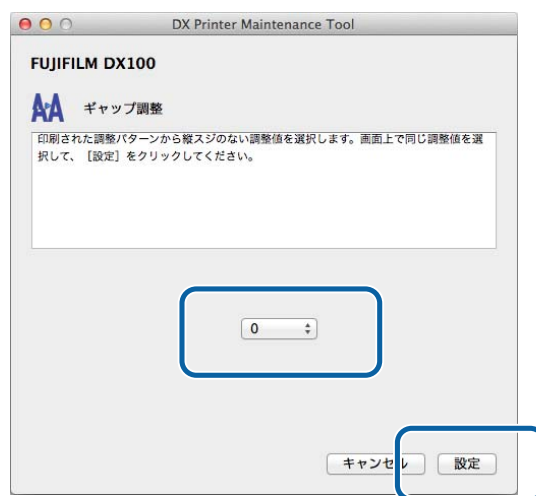 DX Printer Maintenance Tool
FUJIFILM DX100
ギャップ調整
印刷された調整パターンから縦スジのない調整値を選択します。画面上で同じ調整値を選
択して、［設定］をクリックしてください。
0
キャンセル
設定